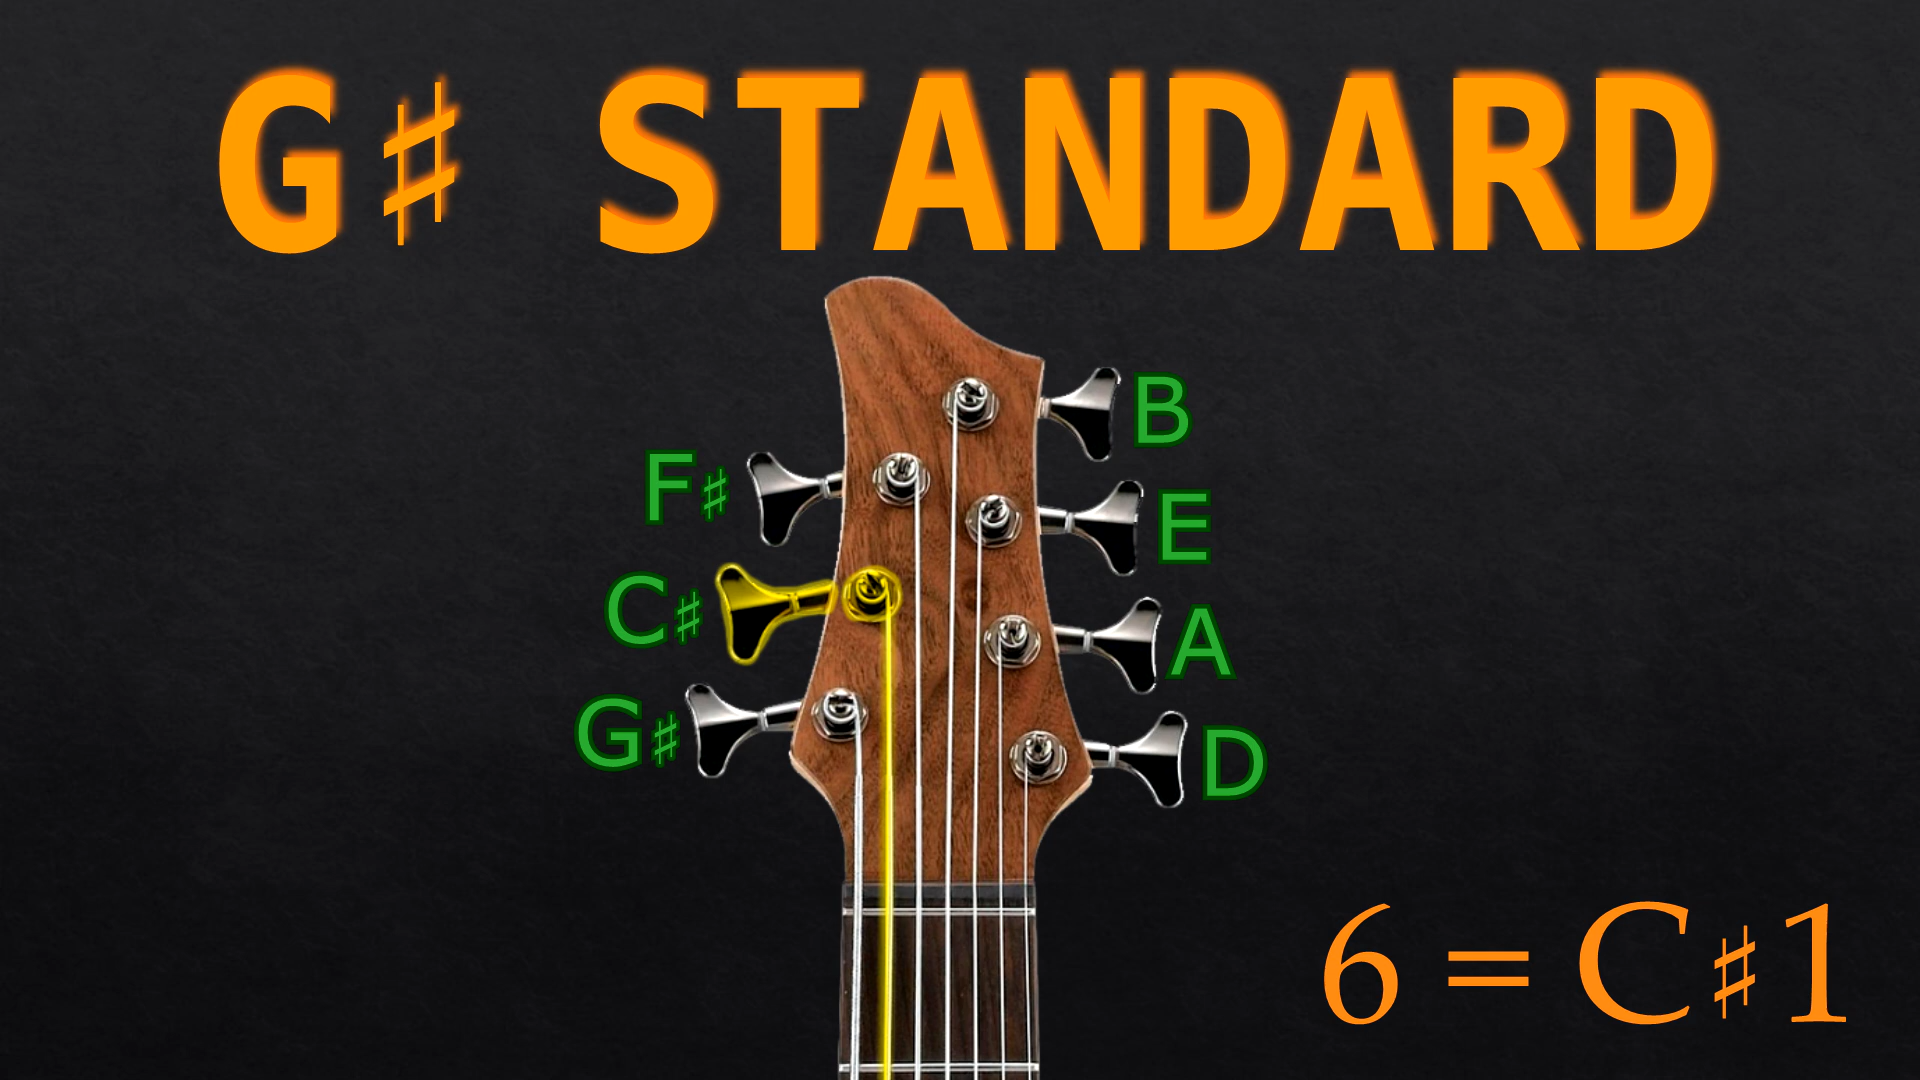 G♯ STANDARD
B
F♯
E
C♯
A
G♯
D
6 = C♯1